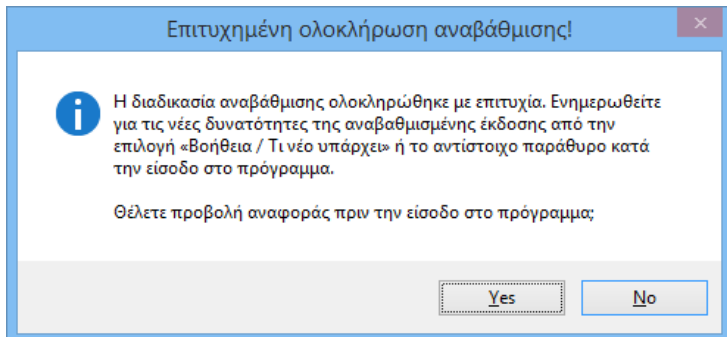 Επιτυχημένη ολοκλήρωση αναβάθμισης!
Η διαδικασία αναβάθμισης ολοκληρώθηκε με επιτυχία. Ενημερωθείτε
για τις νέες δυνατότητες της αναβαθμισμένης έκδοσης από την
επιλογή «Βοήθεια / Τι νέο υπάρχει» ή το αντίστοιχο παράθυρο κατά
την είσοδο στο πρόγραμμα.
Θέλετε προβολή αναφοράς πριν την είσοδο στο πρόγραμμα;
Yes
No